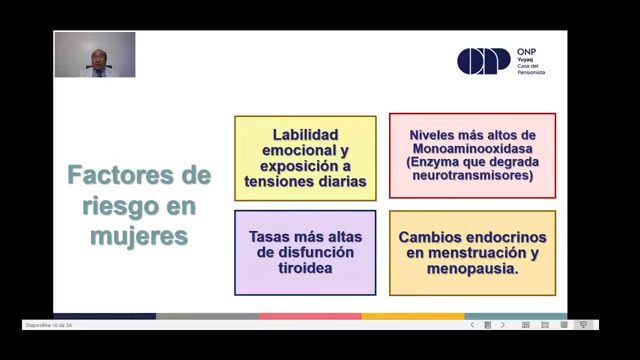 ONP
Yuyaq
Casa del
Pensionista
Factores de
riesgo en
mujeres
Labilidad
emocional y
exposición a
tensiones diarias
Niveles más altos de
Monoaminooxidasa
(Enzyma que degrada
neurotransmisores)
Tasas más altas
de disfunción
tiroidea
Cambios endocrinos
en menstruación y
menopausia.
Diapositiva 16 de 54